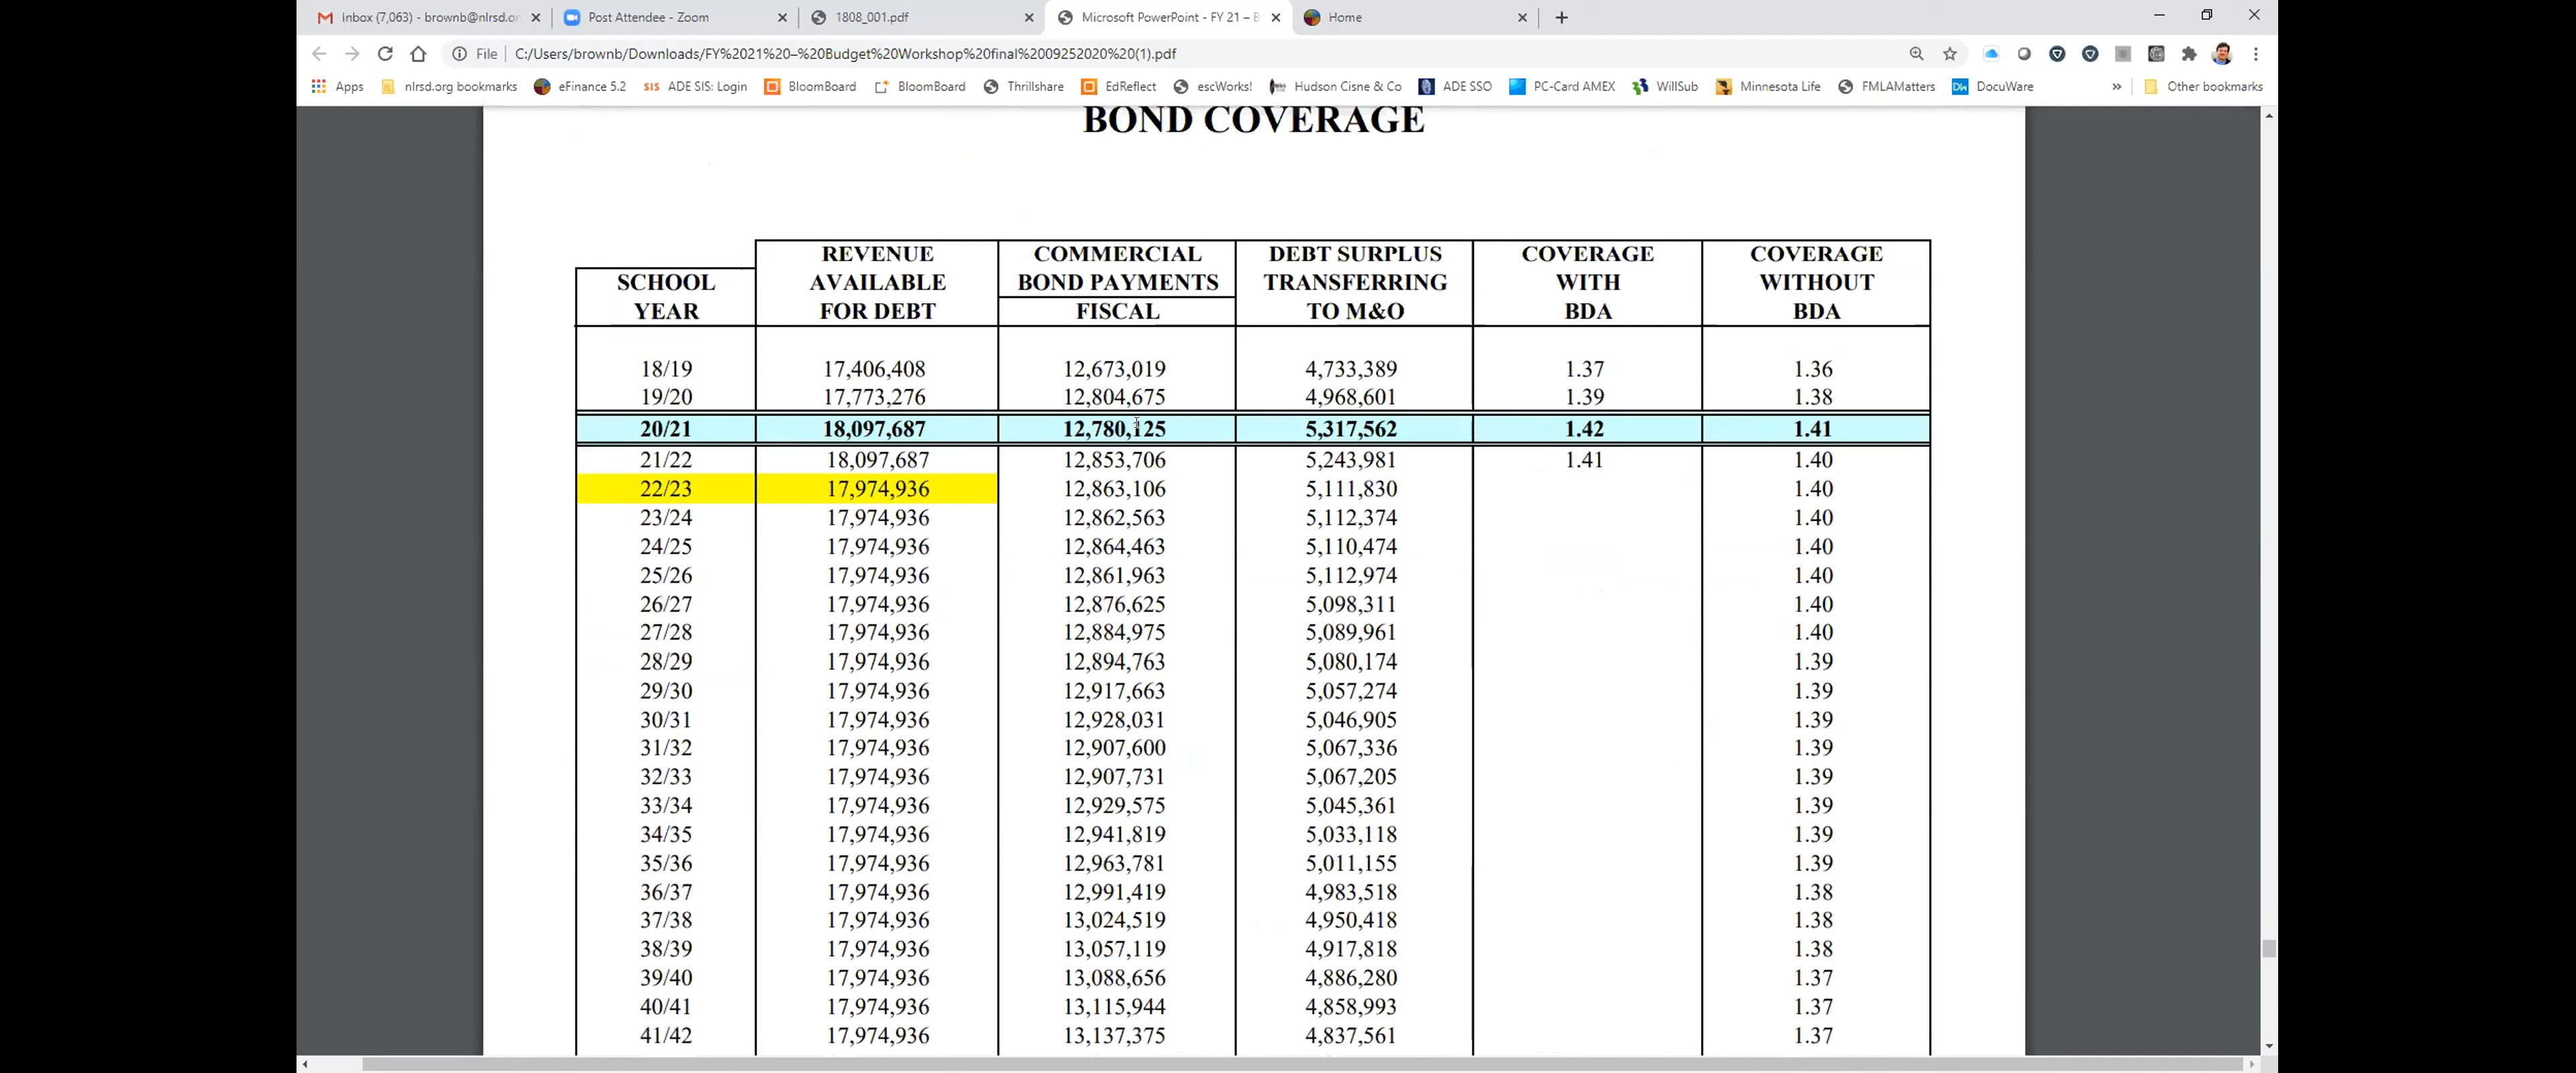 Inbox (7,063) – brownb@nlrsd.or
Post Attendee - Zoom
1808_001.pdf
Microsoft PowerPoint - FY 21 – B
Home
File
C:/Users/brownb/Downloads/FY%2021%20–%20Budget%20Workshop%20final%2009252020%20(1).pdf
Apps
nlrsd.org bookmarks
eFinance 5.2
SIS ADE SIS: Login
BloomBoard
BloomBoard
Thrillshare
EdReflect
escWorks!
Hudson Cisne & Co
ADE SSO
PC-Card AMEX
WillSub
Minnesota Life
FMLAMatters
Dw DocuWare
»
Other bookmarks
BOND COVERAGE
SCHOOL YEAR
REVENUE AVAILABLE FOR DEBT
COMMERCIAL BOND PAYMENTS FISCAL
DEBT SURPLUS TRANSFERRING TO M&O
COVERAGE WITH BDA
COVERAGE WITHOUT BDA
18/19 17,406,408 12,673,019 4,733,389 1.37 1.36
19/20 17,773,276 12,804,675 4,968,601 1.39 1.38
20/21 18,097,687 12,780,125 5,317,562 1.42 1.41
21/22 18,097,687 12,853,706 5,243,981 1.41 1.40
22/23 17,974,936 12,863,106 5,111,830 1.40
23/24 17,974,936 12,862,563 5,112,374 1.40
24/25 17,974,936 12,864,463 5,110,474 1.40
25/26 17,974,936 12,861,963 5,112,974 1.40
26/27 17,974,936 12,876,625 5,098,311 1.40
27/28 17,974,936 12,884,975 5,089,961 1.40
28/29 17,974,936 12,894,763 5,080,174 1.39
29/30 17,974,936 12,917,663 5,057,274 1.39
30/31 17,974,936 12,928,031 5,046,905 1.39
31/32 17,974,936 12,907,600 5,067,336 1.39
32/33 17,974,936 12,907,731 5,067,205 1.39
33/34 17,974,936 12,929,575 5,045,361 1.39
34/35 17,974,936 12,941,819 5,033,118 1.39
35/36 17,974,936 12,963,781 5,011,155 1.39
36/37 17,974,936 12,991,419 4,983,518 1.38
37/38 17,974,936 13,024,519 4,950,418 1.38
38/39 17,974,936 13,057,119 4,917,818 1.38
39/40 17,974,936 13,088,656 4,886,280 1.37
40/41 17,974,936 13,115,944 4,858,993 1.37
41/42 17,974,936 13,137,375 4,837,561 1.37